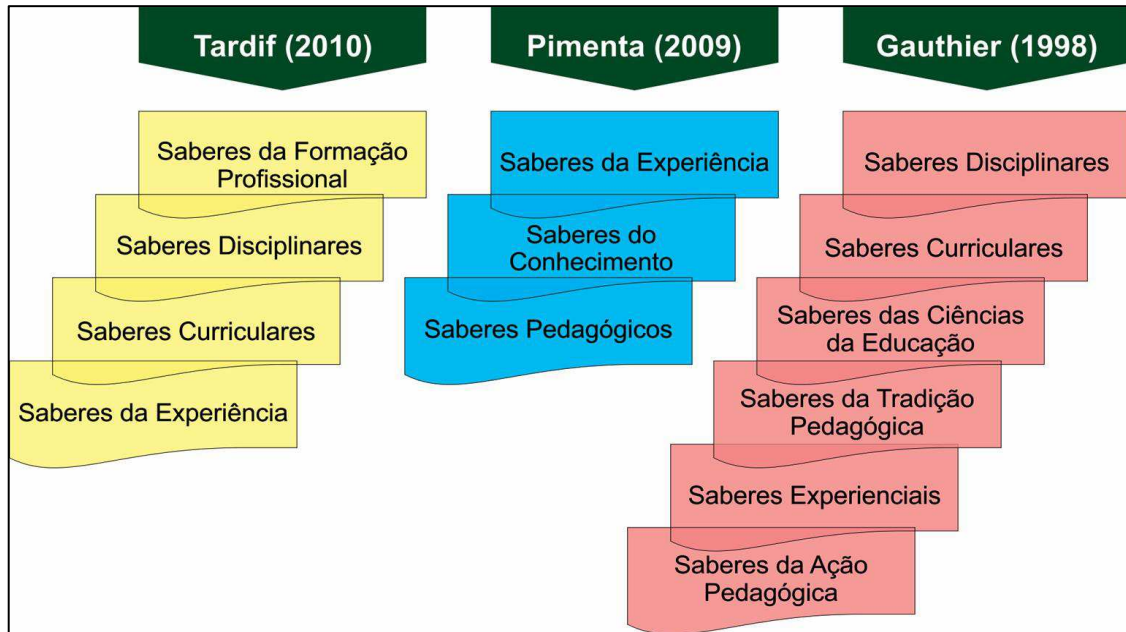 Tardif (2010)
Saberes da Formação
Profissional
Saberes Disciplinares
Saberes Curriculares
Saberes da Experiência
Pimenta (2009)
Saberes da Experiência
Saberes do
Conhecimento
Saberes Pedagógicos
Gauthier (1998)
Saberes Disciplinares
Saberes Curriculares
Saberes das Ciências
da Educação
Saberes da Tradição
Pedagógica
Saberes Experienciais
Saberes da Ação
Pedagógica